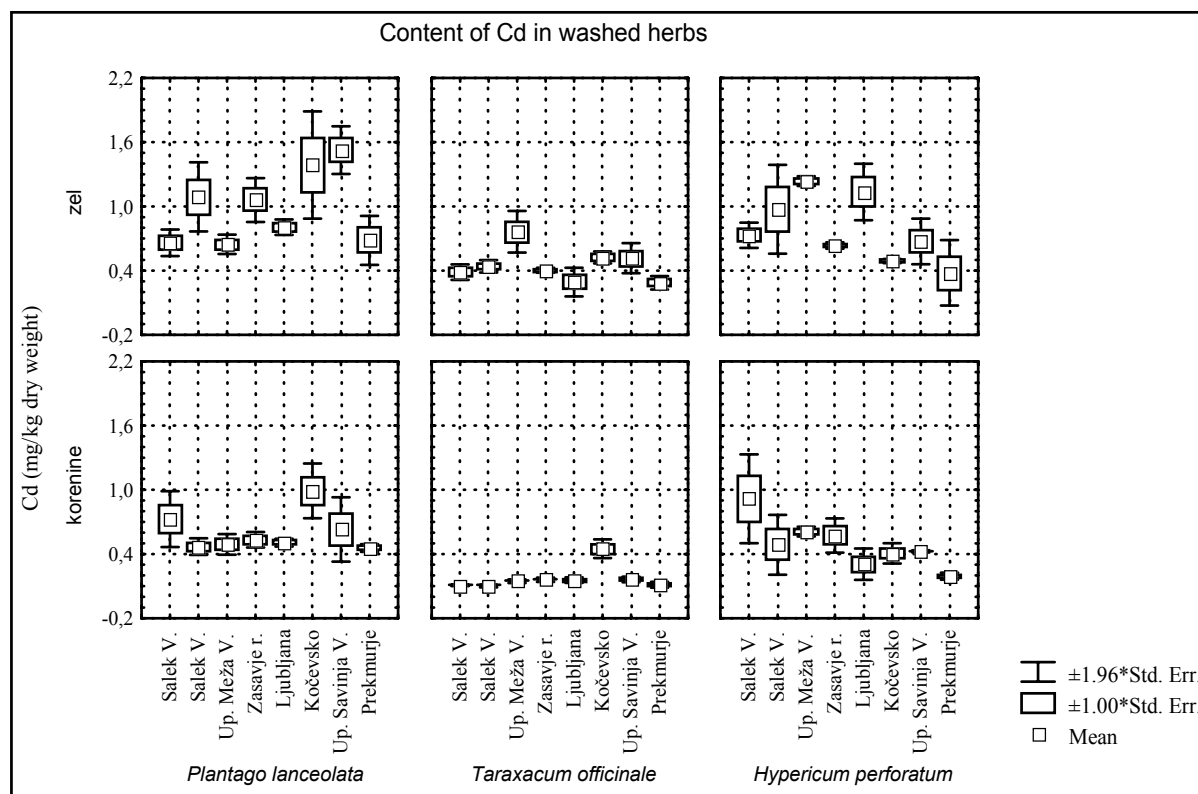 Content of Cd in washed herbs
Cd (mg/kg dry weight)
zel
2,2
1,6
1,0
0,4
-0,2
korenine
2,2
1,6
1,0
0,4
-0,2
Salek V.
Salek V.
Up. Meža V.
Zasavje r.
Ljubljana
Kočevsko
Up. Savinja V.
Prekmurje
Plantago lanceolata
Salek V.
Salek V.
Up. Meža V.
Zasavje r.
Ljubljana
Kočevsko
Up. Savinja V.
Prekmurje
Taraxacum officinale
Salek V.
Salek V.
Up. Meža V.
Zasavje r.
Ljubljana
Kočevsko
Up. Savinja V.
Prekmurje
Hypericum perforatum
±1.96*Std. Err.
±1.00*Std. Err.
Mean